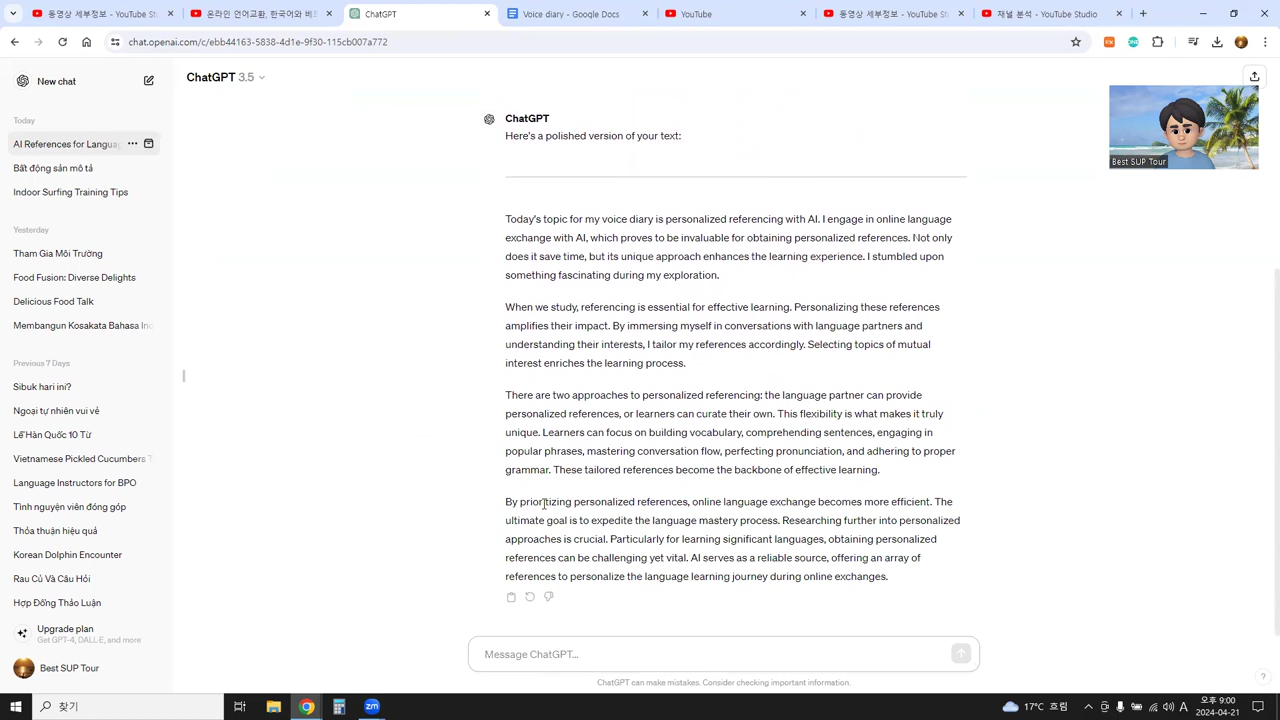 동영상 세부정보 - YouTube St
온라인 언어교환, 한국어와 비트
ChatGPT
Voice diary - Google Docs
YouTube
동영상 세부정보 - YouTube Stu
채널 분석 - YouTube Studio
chat.openai.com/c/ebb44163-5838-4d1e-9f30-115cb007a772
New chat
ChatGPT 3.5
Today
AI References for Langua
Bất động sản mô tả
Indoor Surfing Training Tips
Yesterday
Tham Gia Môi Trường
Food Fusion: Diverse Delights
Delicious Food Talk
Membangun Kosakata Bahasa Ind
Previous 7 Days
Sibuk hari ini?
Ngoại tự nhiên vui vẻ
Lễ Hàn Quốc 10 Từ
Vietnamese Pickled Cucumbers T
Language Instructors for BPO
Tình nguyện viên đóng góp
Thỏa thuận hiệu quả
Korean Dolphin Encounter
Rau Củ Và Câu Hỏi
Hợp Đồng Thảo Luận
Upgrade plan
Get GPT-4, DALL·E, and more
Best SUP Tour
Best SUP Tour
ChatGPT
Here's a polished version of your text:
Today's topic for my voice diary is personalized referencing with AI. I engage in online language
exchange with AI, which proves to be invaluable for obtaining personalized references. Not only
does it save time, but its unique approach enhances the learning experience. I stumbled upon
something fascinating during my exploration.
When we study, referencing is essential for effective learning. Personalizing these references
amplifies their impact. By immersing myself in conversations with language partners and
understanding their interests, I tailor my references accordingly. Selecting topics of mutual
interest enriches the learning process.
There are two approaches to personalized referencing: the language partner can provide
personalized references, or learners can curate their own. This flexibility is what makes it truly
unique. Learners can focus on building vocabulary, comprehending sentences, engaging in
popular phrases, mastering conversation flow, perfecting pronunciation, and adhering to proper
grammar. These tailored references become the backbone of effective learning.
By prioritizing personalized references, online language exchange becomes more efficient. The
ultimate goal is to expedite the language mastery process. Researching further into personalized
approaches is crucial. Particularly for learning significant languages, obtaining personalized
references can be challenging yet vital. AI serves as a reliable source, offering an array of
references to personalize the language learning journey during online exchanges.
Message ChatGPT...
ChatGPT can make mistakes. Consider checking important information.
?
찾기
17°C 흐림
A
오후 9:00
2024-04-21